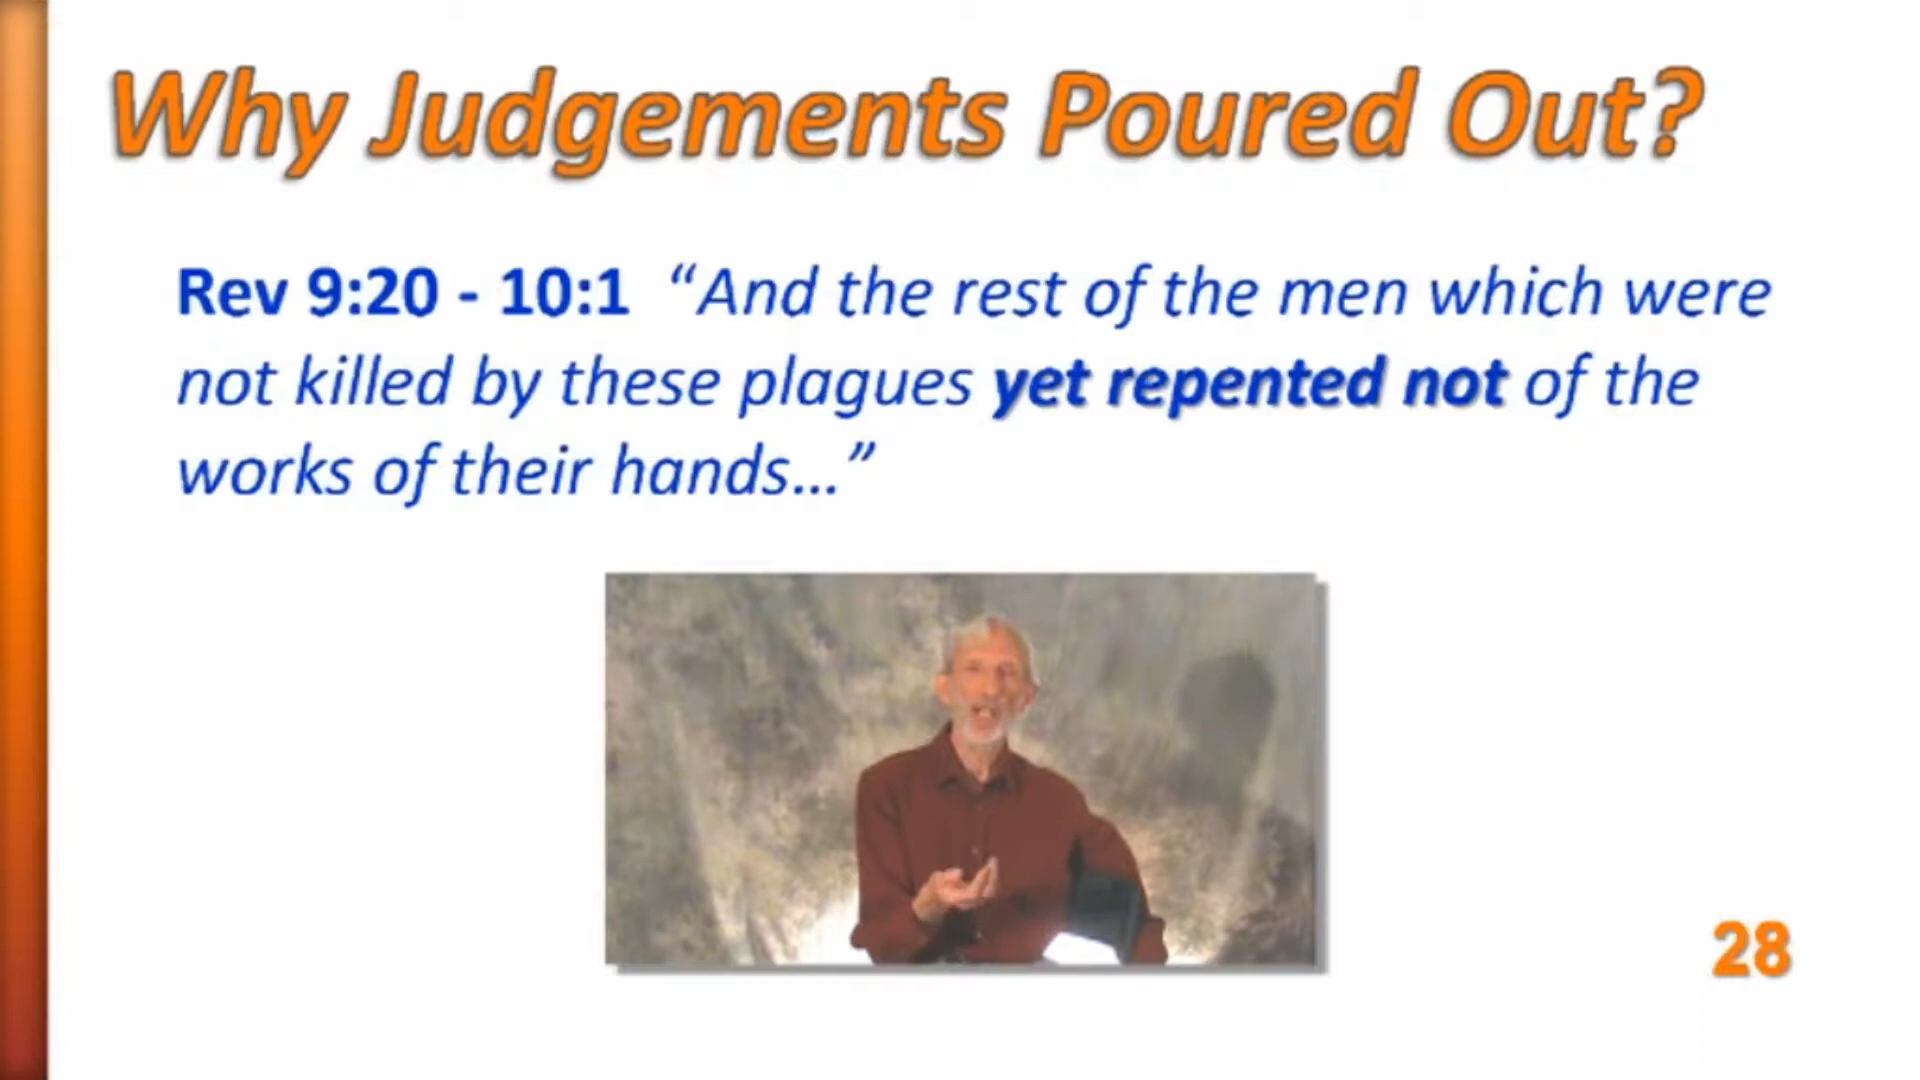 Why Judgements Poured Out?
Rev 9:20 - 10:1 “And the rest of the men which were
not killed by these plagues yet repented not of the
works of their hands…”
28